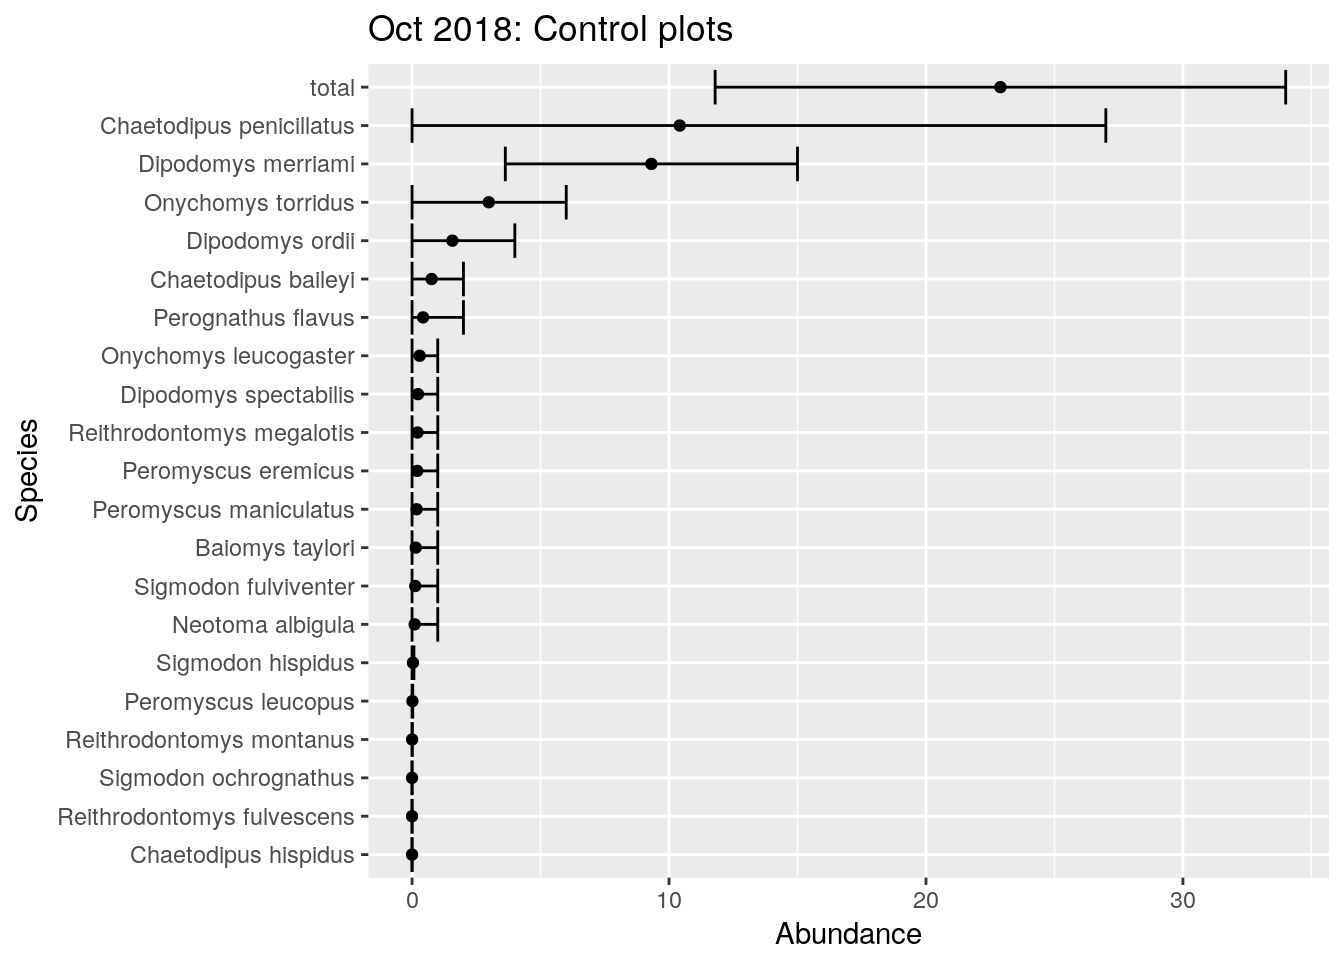 Oct 2018: Control plots
total
Chaetodipus penicillatus
Dipodomys merriami
Onychomys torridus
Dipodomys ordii
Chaetodipus baileyi
Perognathus flavus
Onychomys leucogaster
Dipodomys spectabilis
Reithrodontomys megalotis
Peromyscus eremicus
Peromyscus maniculatus
Baiomys taylori
Sigmodon fulviventer
Neotoma albigula
Sigmodon hispidus
Peromyscus leucopus
Reithrodontomys montanus
Sigmodon ochrognathus
Reithrodontomys fulvescens
Chaetodipus hispidus
Species
0 10 20 30
Abundance